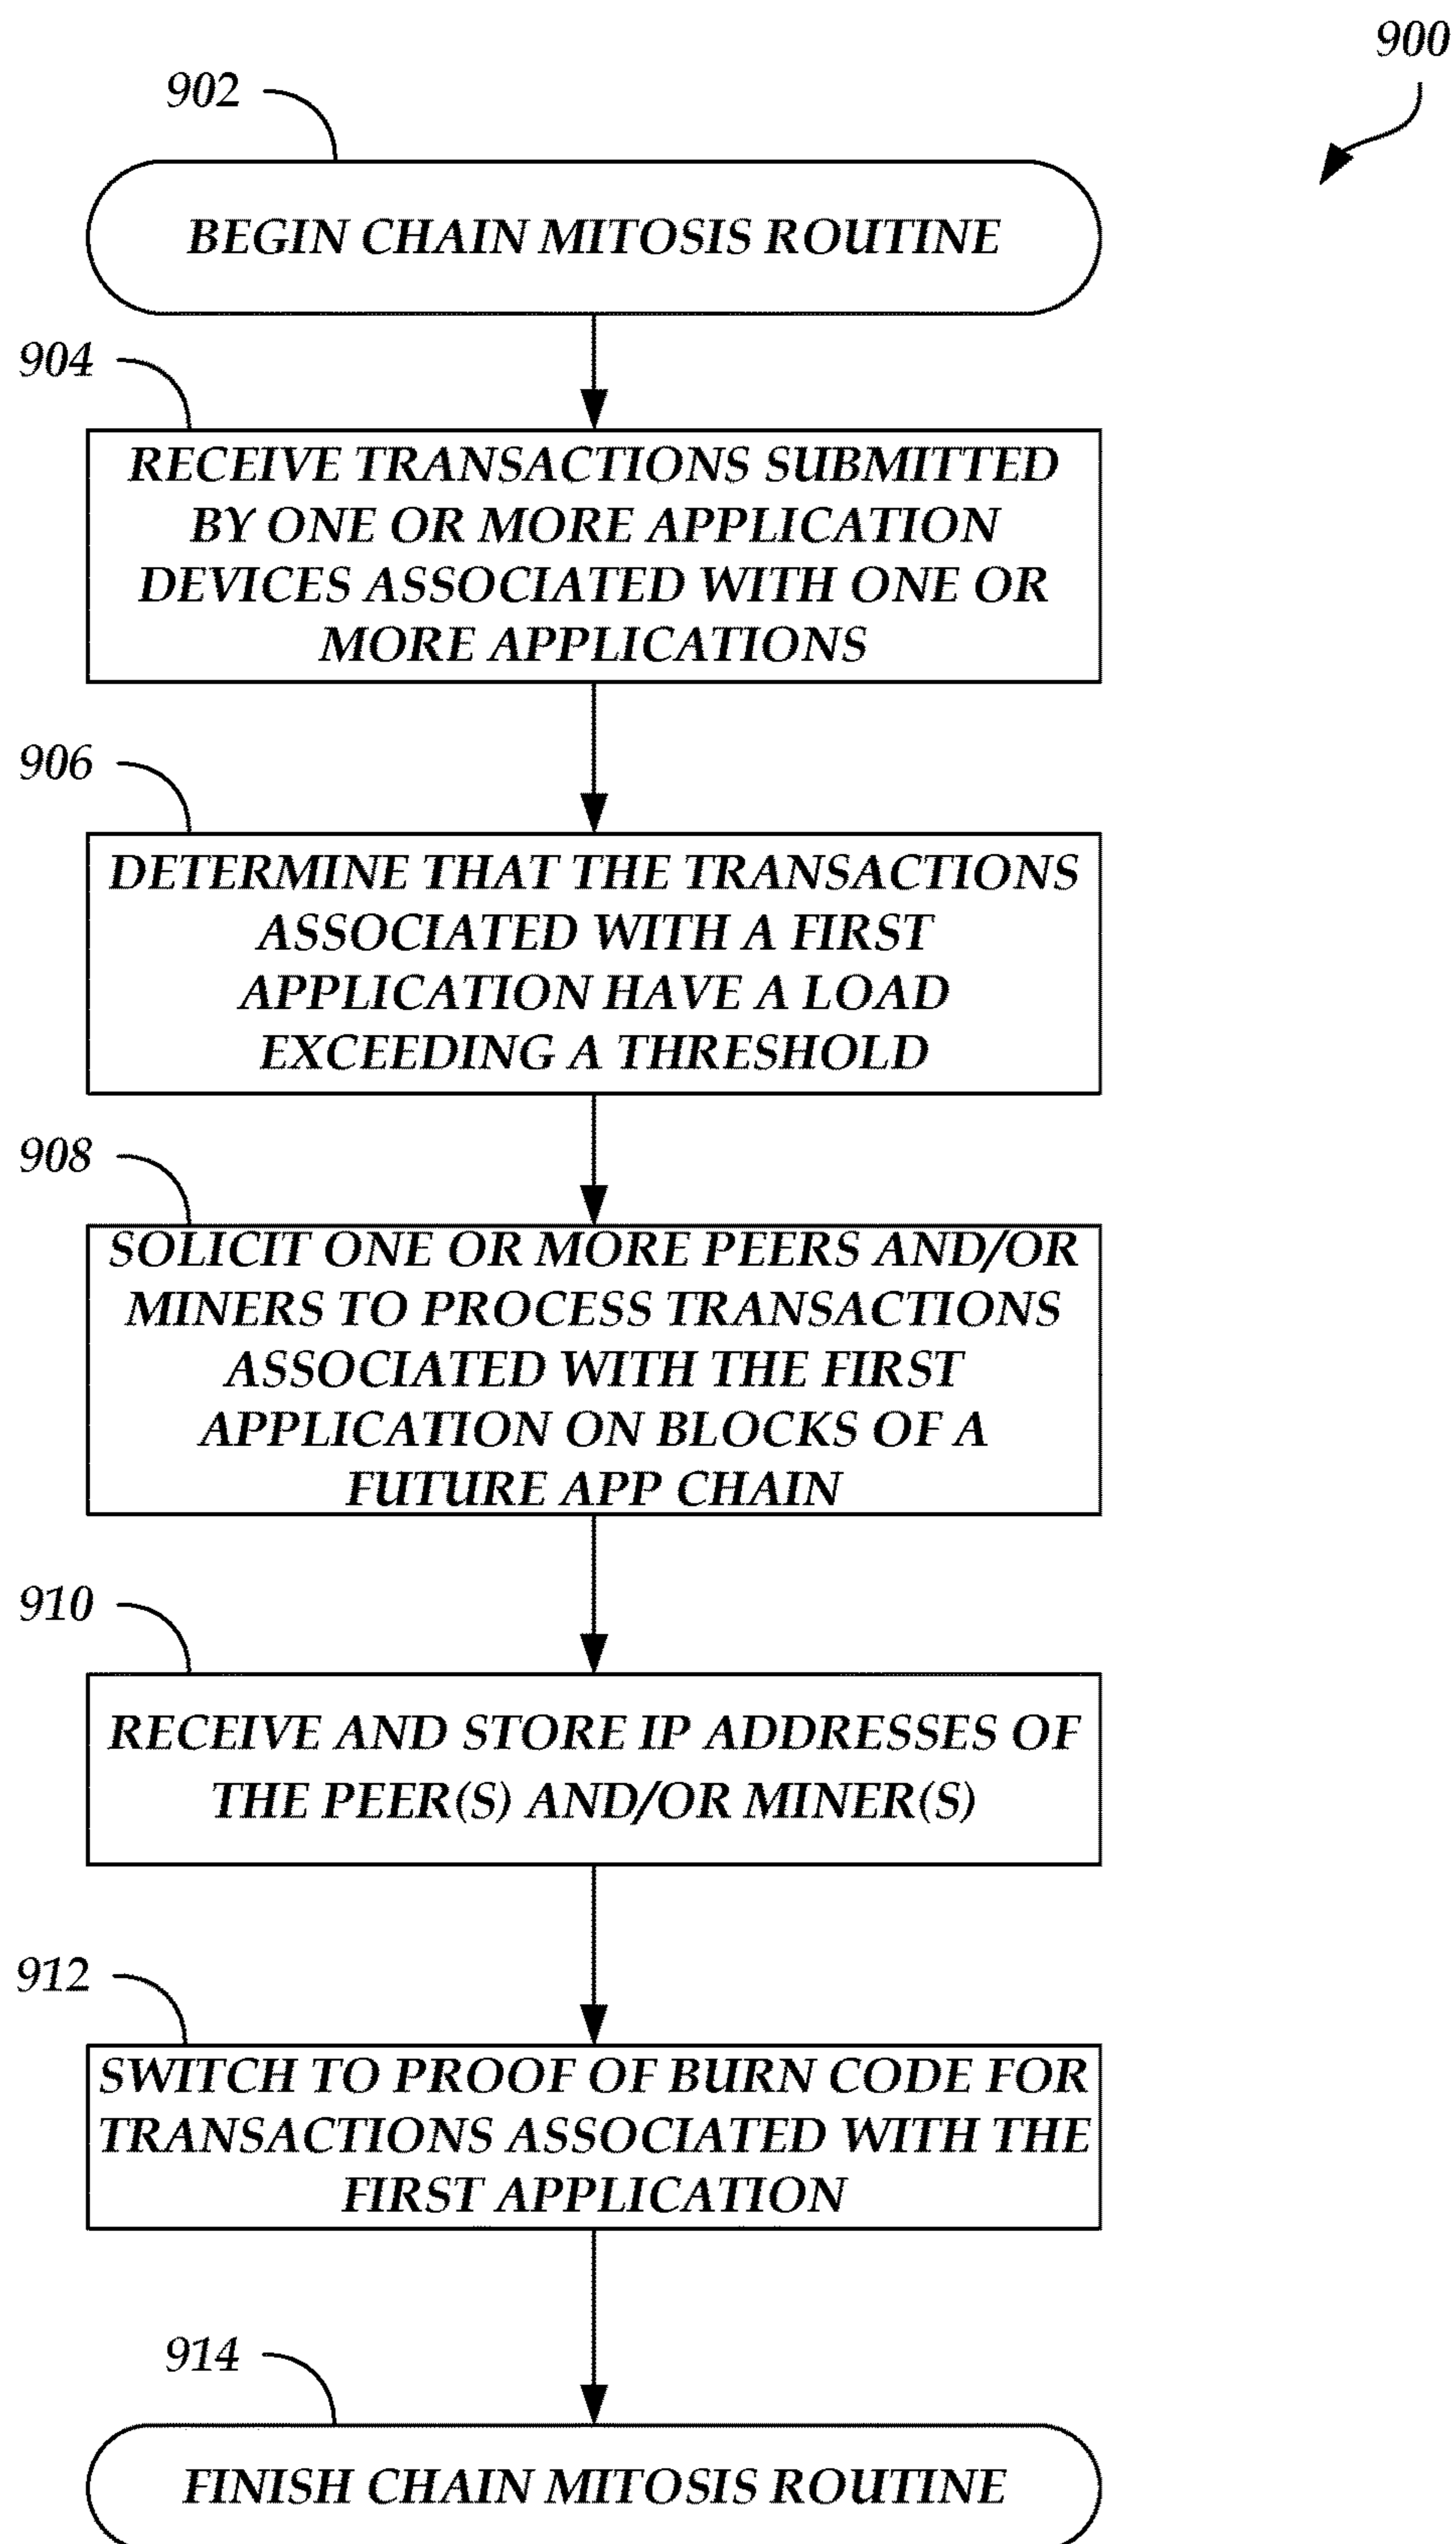 900
902
BEGIN CHAIN MITOSIS ROUTINE
904
RECEIVE TRANSACTIONS SUBMITTED
BY ONE OR MORE APPLICATION
DEVICES ASSOCIATED WITH ONE OR
MORE APPLICATIONS
906
DETERMINE THAT THE TRANSACTIONS
ASSOCIATED WITH A FIRST
APPLICATION HAVE A LOAD
EXCEEDING A THRESHOLD
908
SOLICIT ONE OR MORE PEERS AND/OR
MINERS TO PROCESS TRANSACTIONS
ASSOCIATED WITH THE FIRST
APPLICATION ON BLOCKS OF A
FUTURE APP CHAIN
910
RECEIVE AND STORE IP ADDRESSES OF
THE PEER(S) AND/OR MINER(S)
912
SWITCH TO PROOF OF BURN CODE FOR
TRANSACTIONS ASSOCIATED WITH THE
FIRST APPLICATION
914
FINISH CHAIN MITOSIS ROUTINE